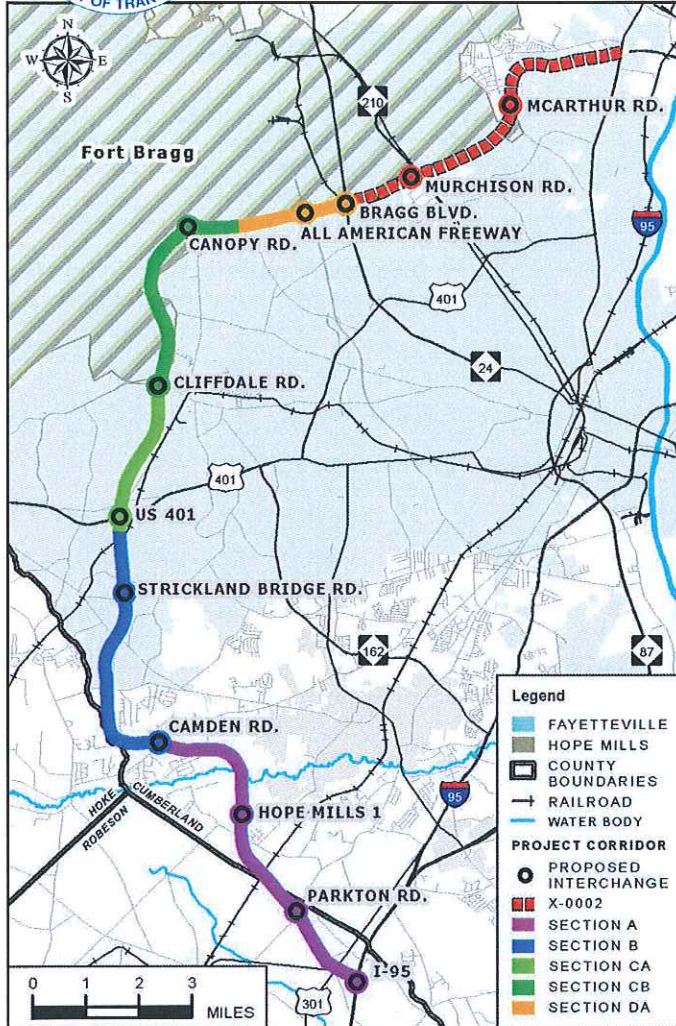 OF TRAN
N
W E
S
210
MCARTHUR RD.
Fort Bragg
MURCHISON RD.
BRAGG BLVD.
95
ALL AMERICAN FREEWAY
CANOPY RD.
401
24
CLIFFDALE RD.
401
US 401
STRICKLAND BRIDGE RD.
162
87
CAMDEN RD.
95
HOKE
CUMBERLAND
ROBESON
HOPE MILLS 1
PARKTON RD.
I-95
301
0 1 2 3
MILES
Legend
FAYETTEVILLE
HOPE MILLS
COUNTY
BOUNDARIES
RAILROAD
WATER BODY
PROJECT CORRIDOR
PROPOSED
INTERCHANGE
X-0002
SECTION A
SECTION B
SECTION CA
SECTION CB
SECTION DA